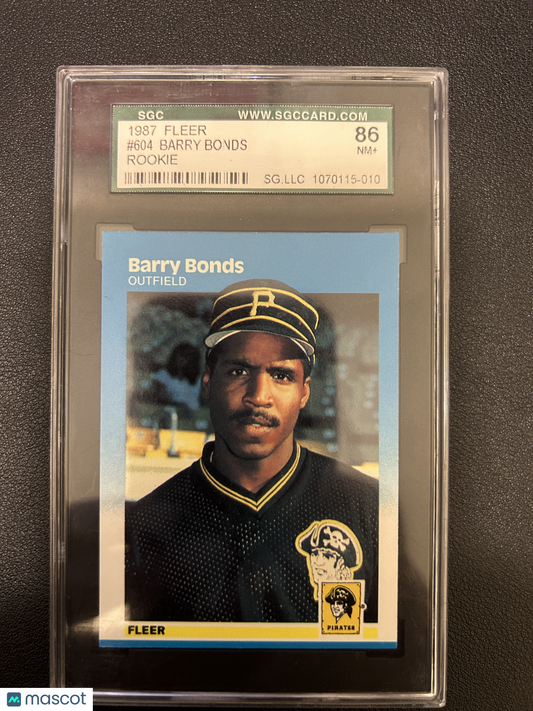 SGC WWW.SGCCARD.COM
1987 FLEER 86
#604 BARRY BONDS NM+
ROOKIE
SG,LLC 1070115-010
Barry Bonds
OUTFIELD
P
PIRATES
FLEER
mascot